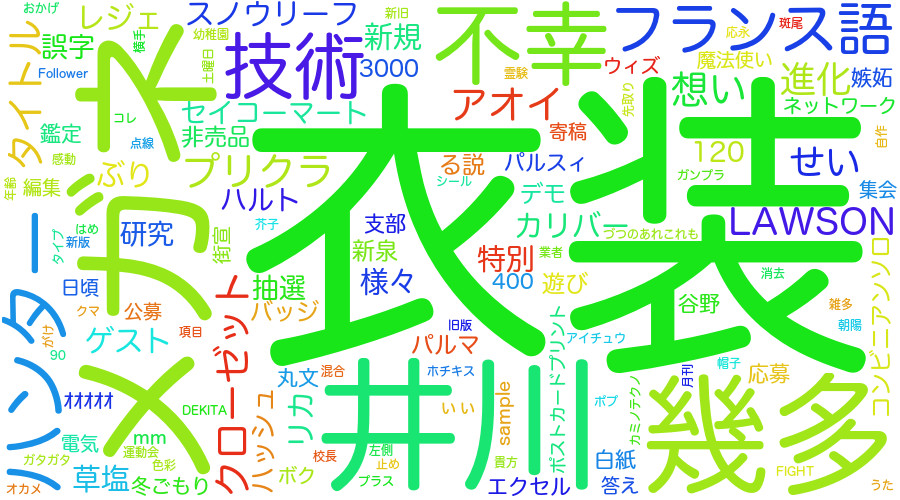 おかげ
レジェ
スノウリーフ
新旧
フランス語
応永
斑尾
誤字
横手
幼稚園
技術
新規
不幸
霊験
ウィズ
魔法使い
進化
嫉妬
タイトル
Follower
土曜日
3000
想い
ネットワーク
コレ
セイコーマート
アオイ
先取り
鑑定
点線
非売品
寄稿
120
自作
感動
プリクラ
る説
パルスィ
せい
年齢
編集
ぶり
シール
ガンプラ
メガネ
ハルト
デモ
集会
衣装
はめ
芥子
支部
カリバー
LAWSON
タイプ
新版
研究
街宣
新泉
づつのあれこれも
ハンター
特別
業者
日頃
抽選
様々
400
遊び
消去
クマ
公募
バッジ
谷野
雑多
がけ
項目
旧版
朝陽
90
ゲスト
クローゼット
パルマ
アイチュウ
コンビニアンソロ
混合
ホチキス
帽子
丸文
月刊
応募
ポストカードプリント
オオオオ
DEKITA
リカ
井川
いい
sample
ポプ
カミノテクノ
幾多
電気
mm
ハッシュ
校長
左側
ガタガタ
運動会
色彩
ボク
止め
貴方
白紙
FIGHT
オカメ
草塩
冬ごもり
プラス
エクセル
答え
うた